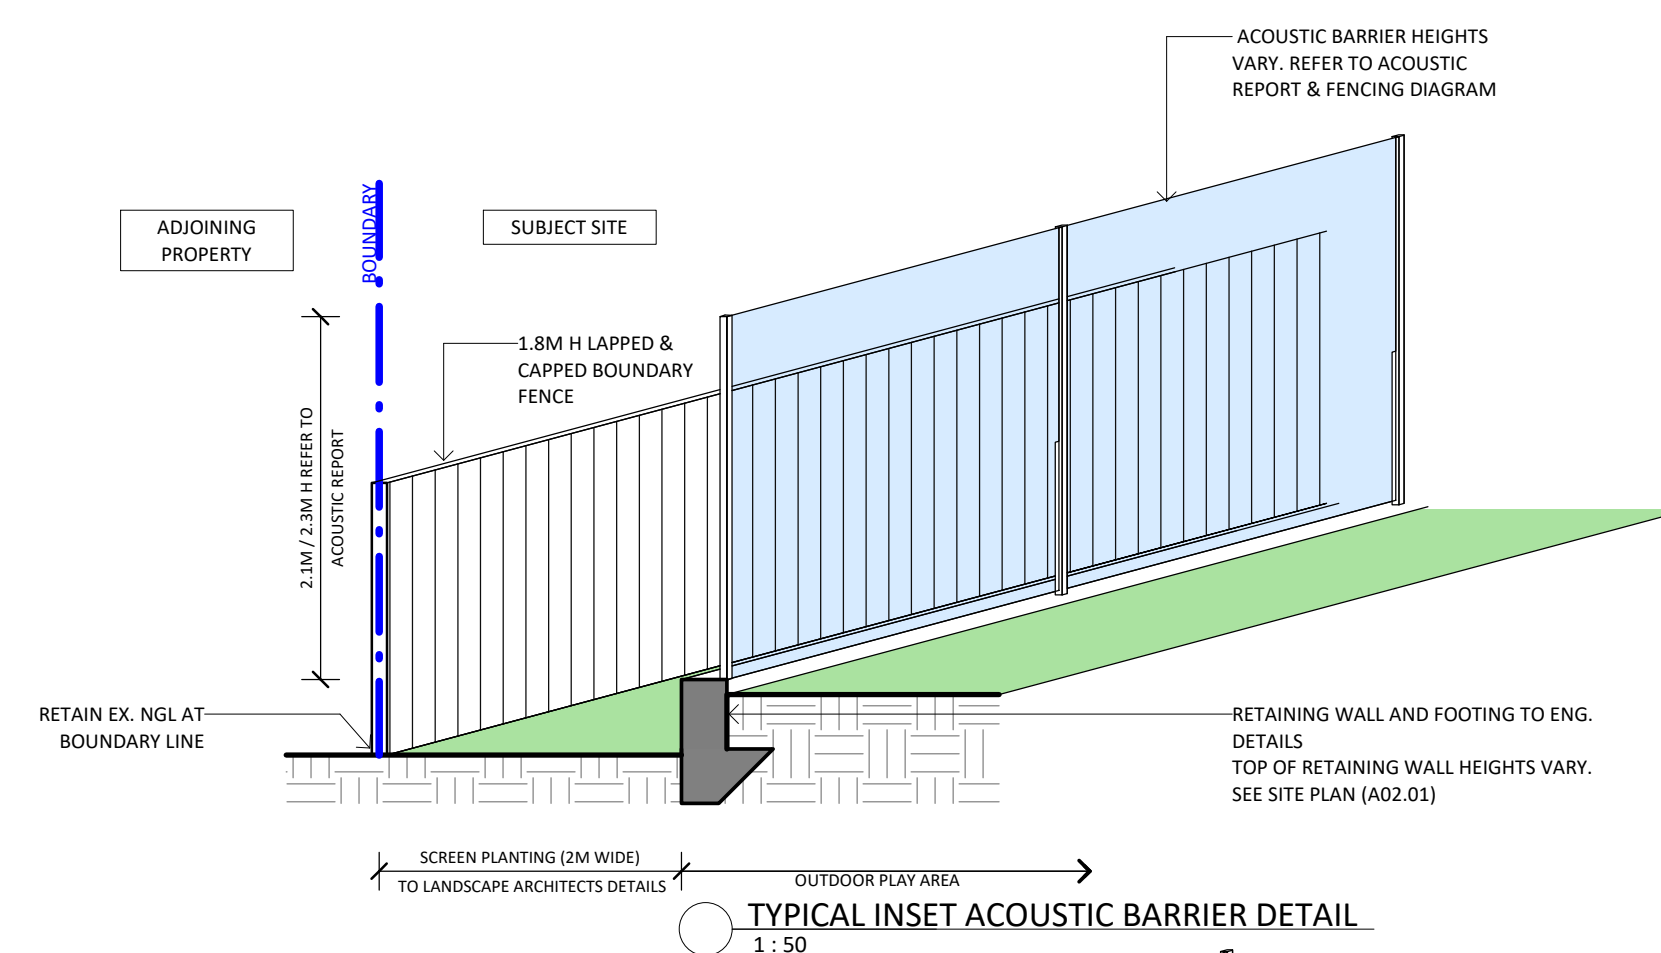 ACOUSTIC BARRIER HEIGHTS
VARY. REFER TO ACOUSTIC
REPORT & FENCING DIAGRAM
BOUNDARY
ADJOINING
PROPERTY
SUBJECT SITE
1.8M H LAPPED &
CAPPED BOUNDARY
FENCE
2.1M / 2.3M H REFER TO
ACOUSTIC REPORT
RETAIN EX. NGL AT
BOUNDARY LINE
RETAINING WALL AND FOOTING TO ENG.
DETAILS
TOP OF RETAINING WALL HEIGHTS VARY.
SEE SITE PLAN (A02.01)
SCREEN PLANTING (2M WIDE)
TO LANDSCAPE ARCHITECTS DETAILS
OUTDOOR PLAY AREA
TYPICAL INSET ACOUSTIC BARRIER DETAIL
1 : 50